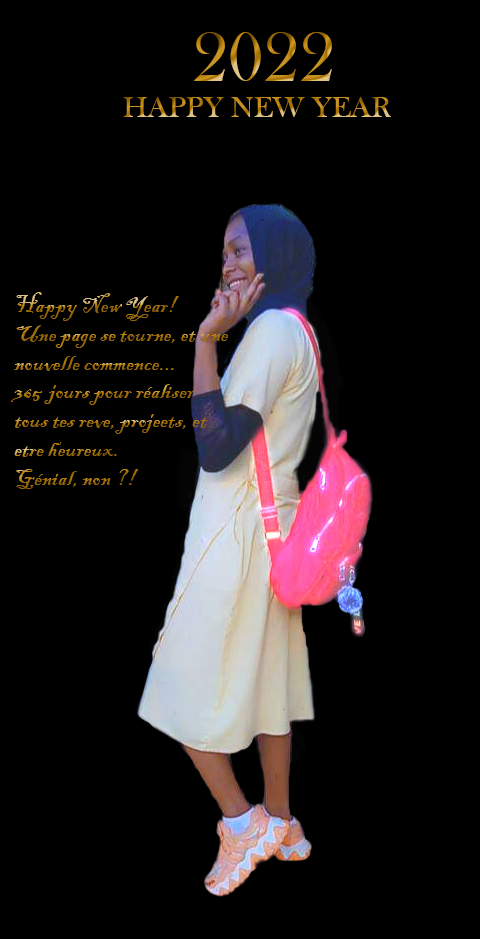 2022
HAPPY NEW YEAR
Happy New Year!
Une page se tourne, et une
nouvelle commence...
365 jours pour réaliser
tous tes reve, projeets, et
etre heureux.
Génial, non ?!